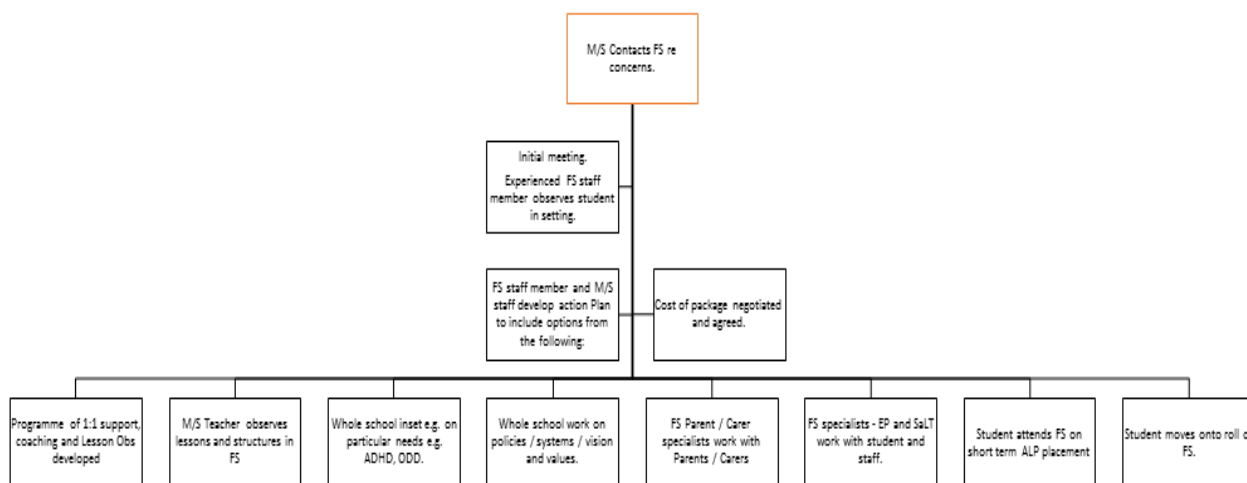 M/S Contacts FS re
concerns.
Initial meeting.
Experienced FS staff
member observes student
in setting.
FS staff member and M/S
staff develop action Plan
to include options from
the following:
Cost of package negotiated
and agreed.
Programme of 1:1 support,
coaching and Lesson Obs
developed
M/S Teacher observes
lessons and structures in
FS
Whole school inset e.g. on
particular needs e.g.
ADHD, ODD.
Whole school work on
policies / systems / vision
and values.
FS Parent / Carer
specialists work with
Parents / Carers
FS specialists - EP and SaLT
work with student and
staff.
Student attends FS on
short term ALP placement
Student moves onto roll
FS.